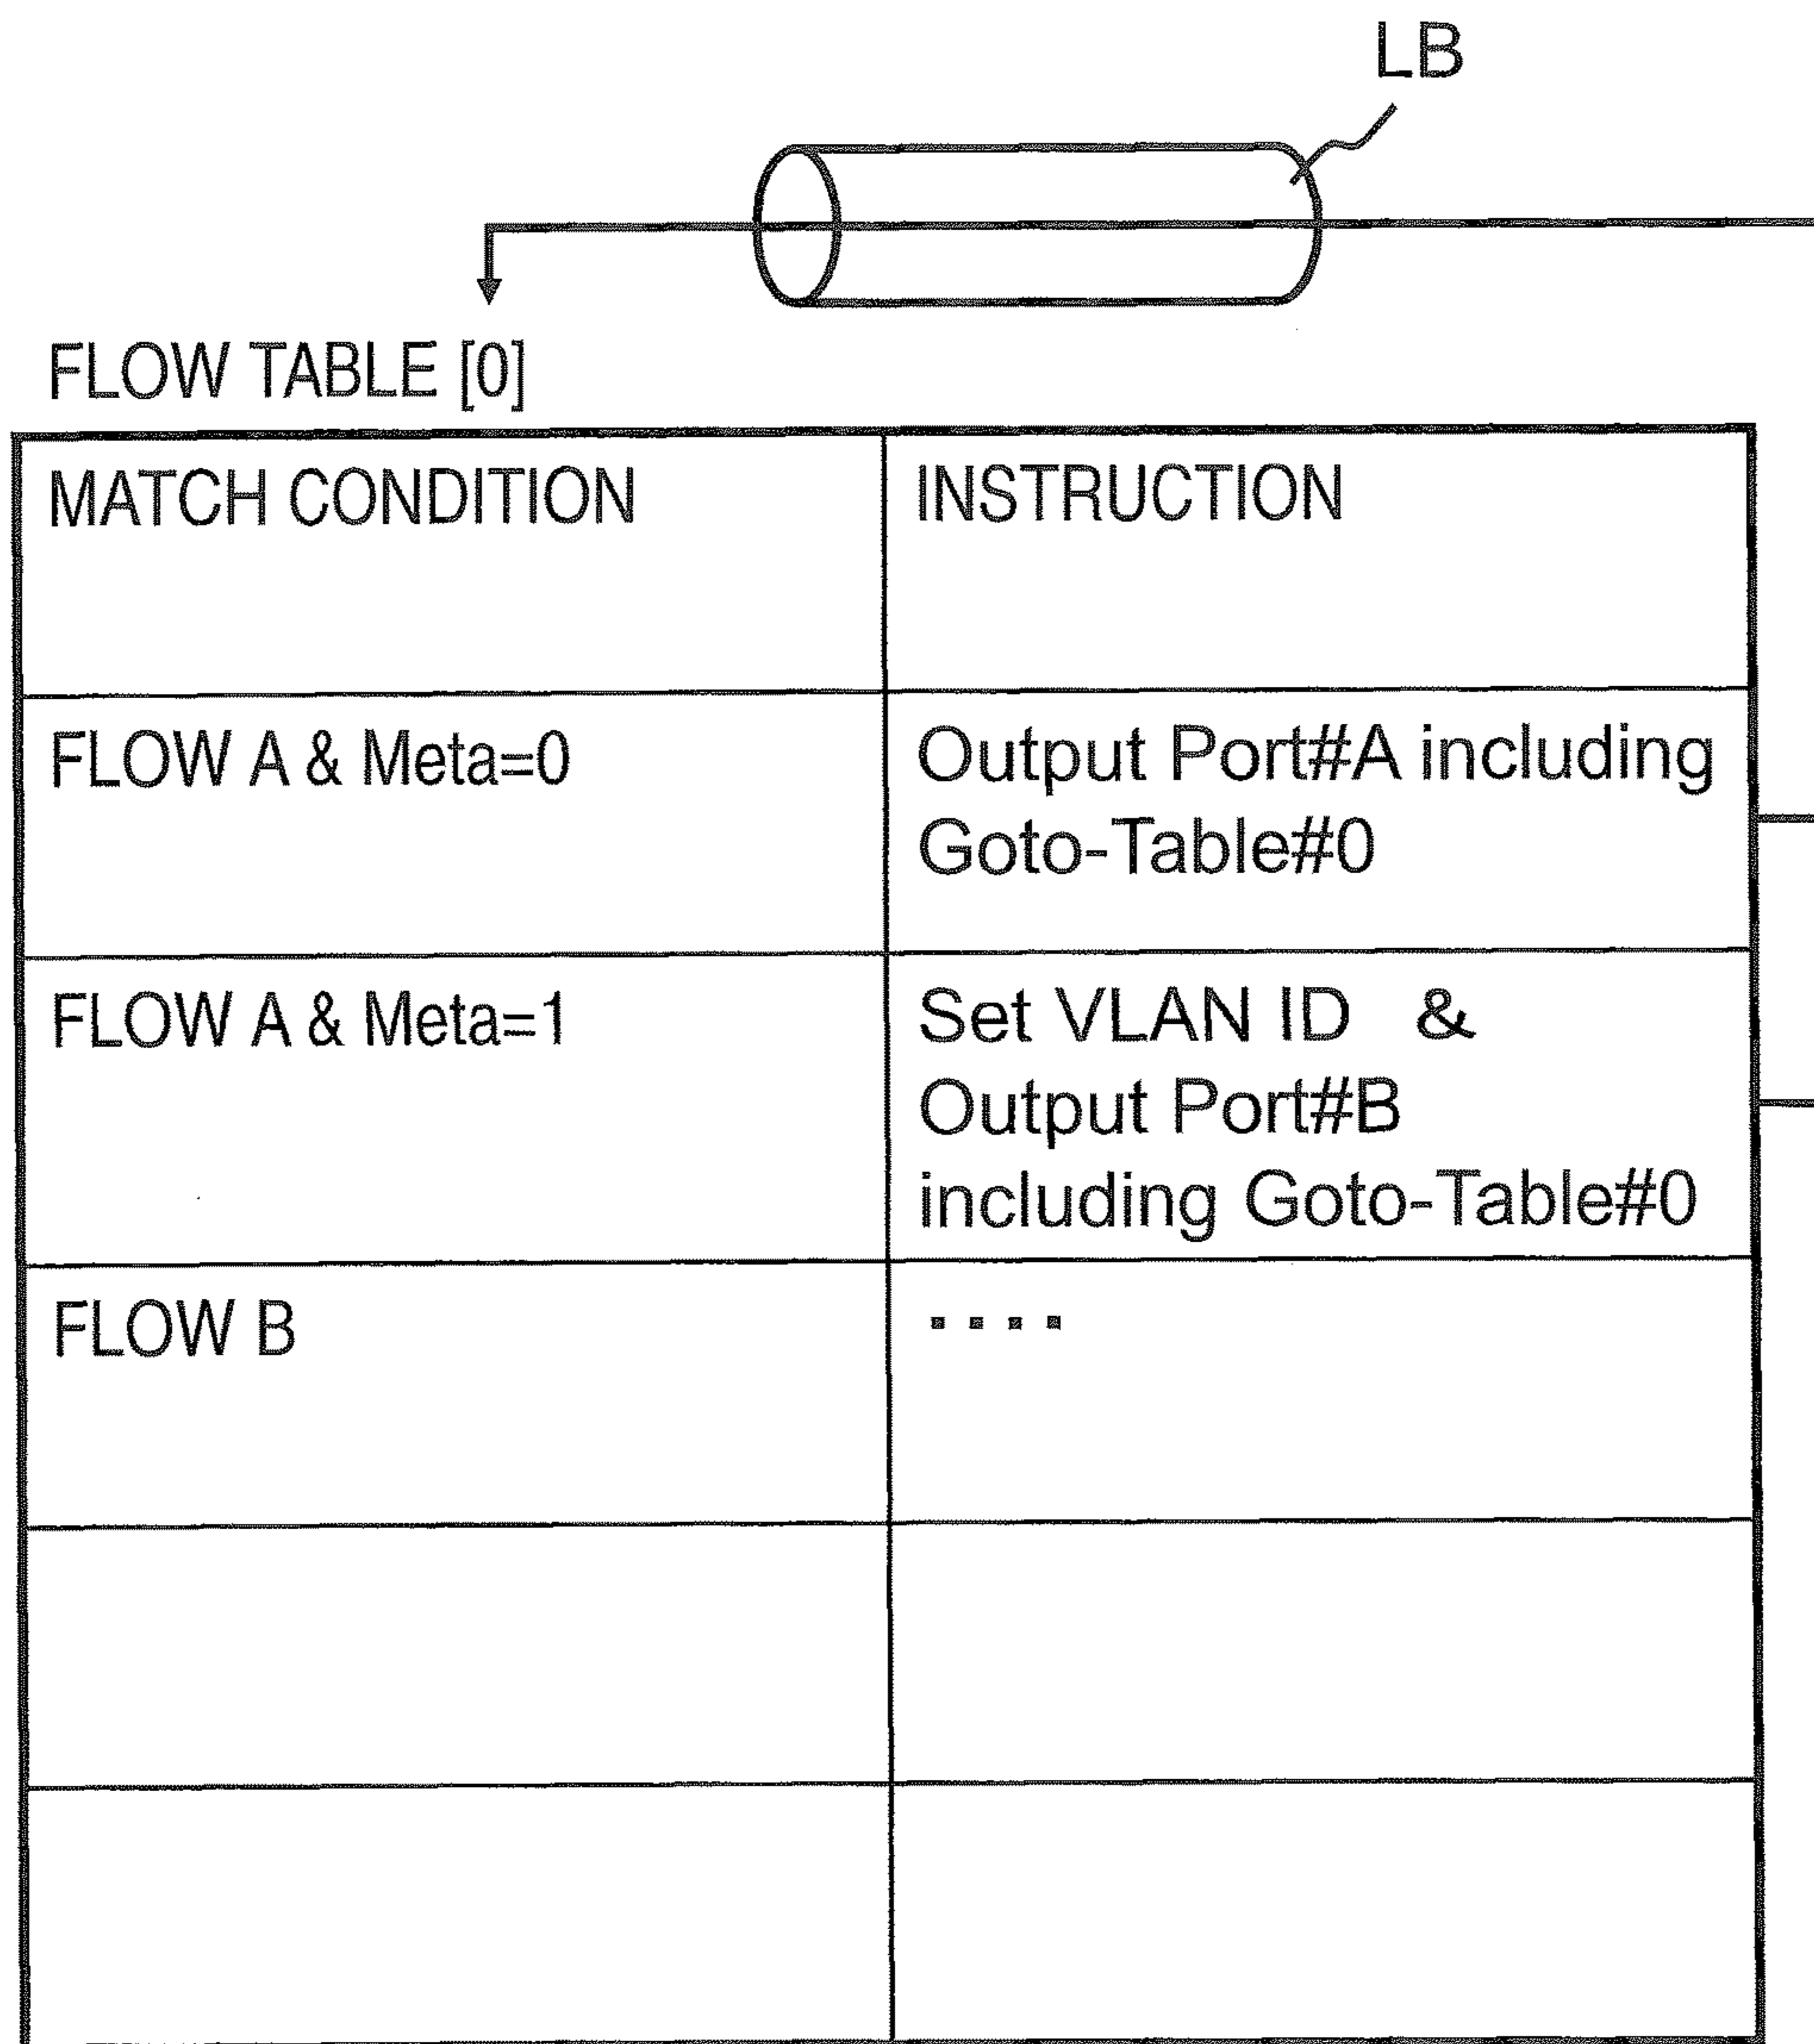 LB
FLOW TABLE [0]
MATCH CONDITION
INSTRUCTION
FLOW A & Meta=0
Output Port#A including
Goto-Table#0
FLOW A & Meta=1
Set VLAN ID &
Output Port#B
including Goto-Table#0
FLOW B
....